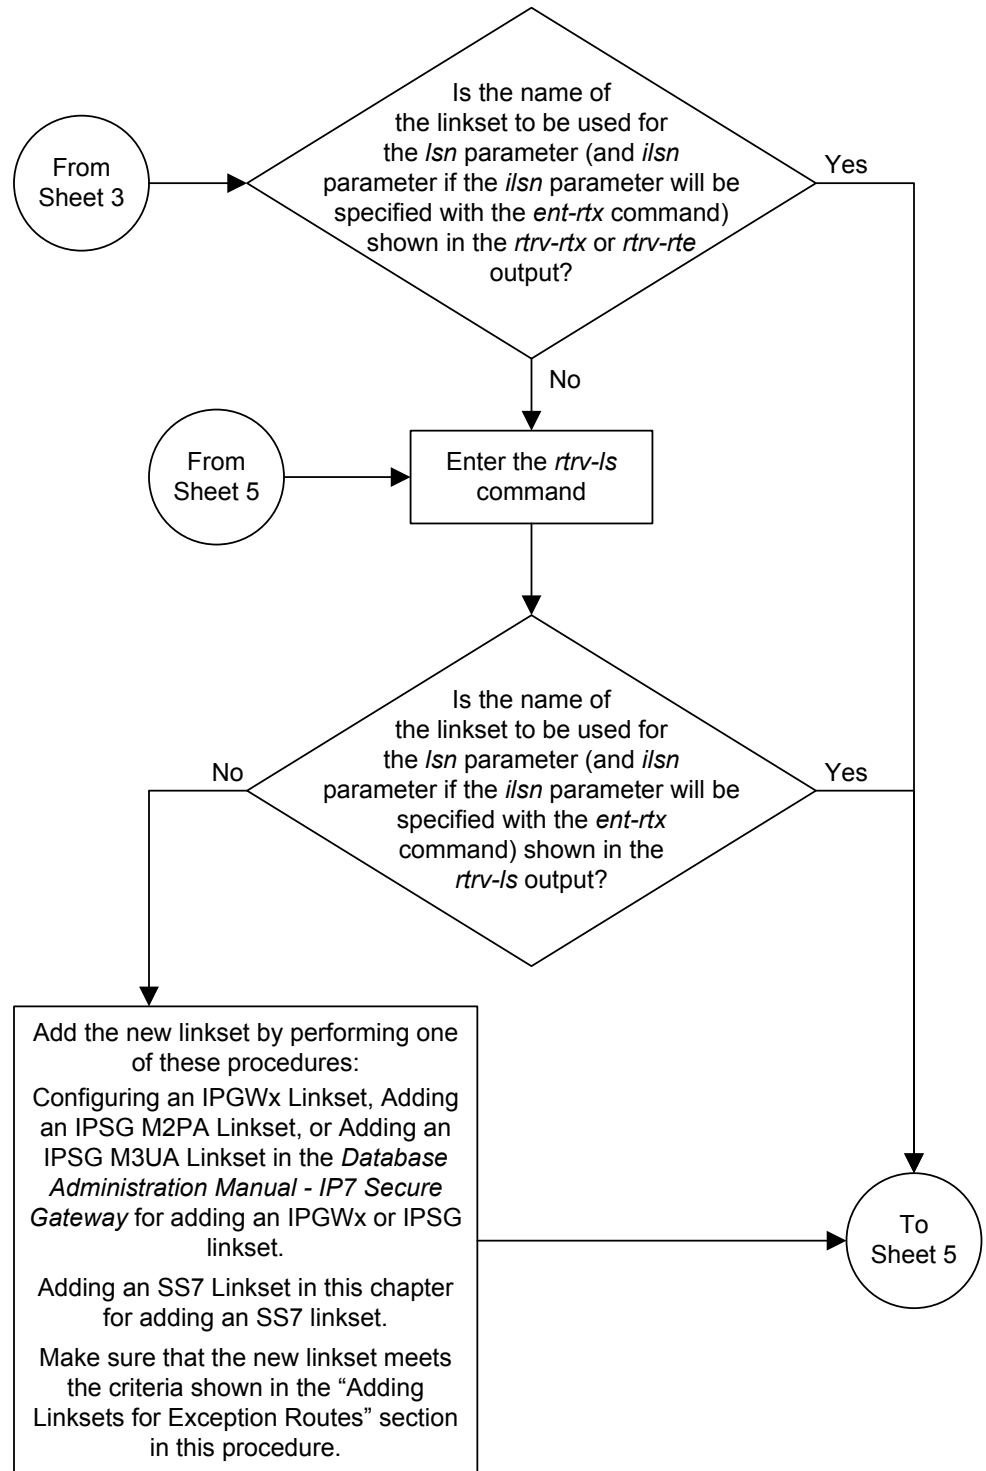 Is the name of
the linkset to be used for
the lsn parameter (and ilsn
parameter if the ilsn parameter will be
specified with the ent-rtx command)
shown in the rtrv-rtx or rtrv-rte
output?
From
Sheet 3
Yes
No
From
Sheet 5
Enter the rtrv-ls
command
Is the name of
the linkset to be used for
the lsn parameter (and ilsn
parameter if the ilsn parameter will be
specified with the ent-rtx
command) shown in the
rtrv-ls output?
No
Yes
Add the new linkset by performing one
of these procedures:
Configuring an IPGWx Linkset, Adding
an IPSG M2PA Linkset, or Adding an
IPSG M3UA Linkset in the Database
Administration Manual - IP7 Secure
Gateway for adding an IPGWx or IPSG
linkset.
Adding an SS7 Linkset in this chapter
for adding an SS7 linkset.
Make sure that the new linkset meets
the criteria shown in the “Adding
Linksets for Exception Routes” section
in this procedure.
To
Sheet 5